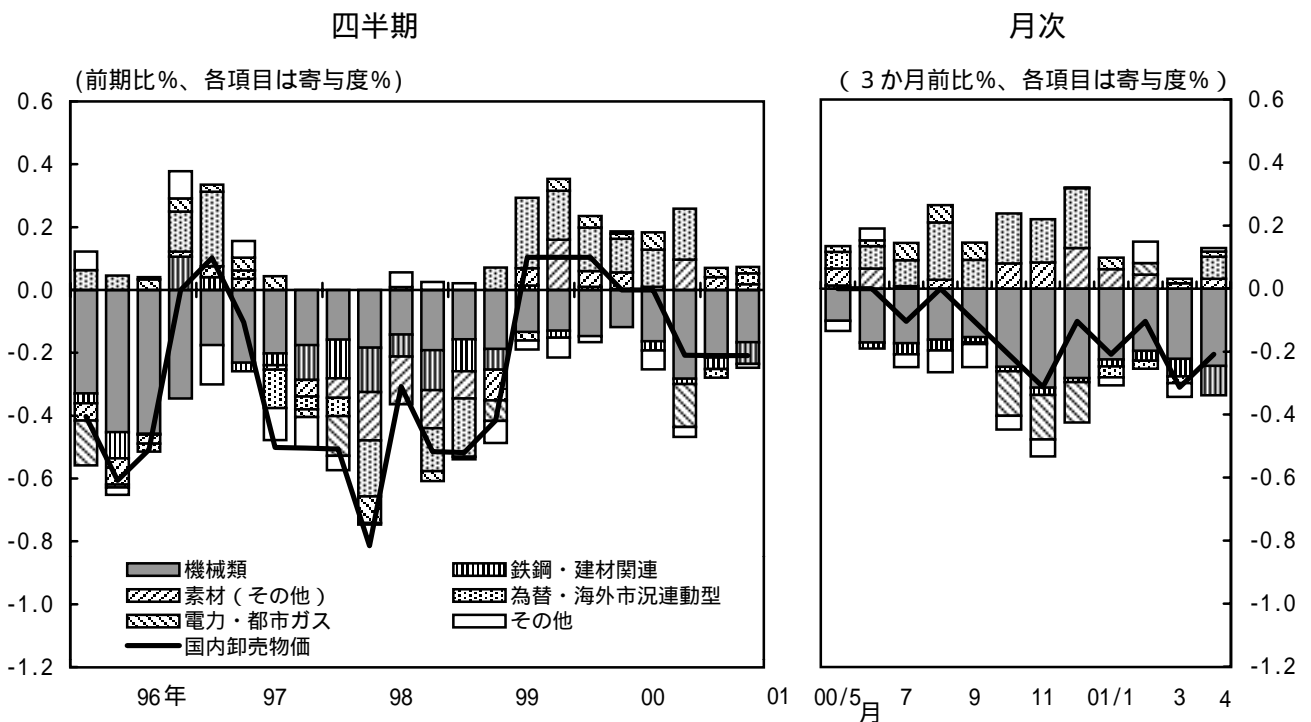 四半期
月次
(前期比%、各項目は寄与度%)
(３か月前比%、各項目は寄与度%)
0.6
0.4
0.2
0.0
-0.2
-0.4
-0.6
-0.8
-1.0
-1.2
0.6
0.4
0.2
0.0
-0.2
-0.4
-0.6
-0.8
-1.0
-1.2
機械類
鉄鋼・建材関連
素材(その他)
為替・海外市況連動型
電力・都市ガス
その他
国内卸売物価
96年 97 98 99 00 01
00/5 7 9 11 01/1 3 4
月